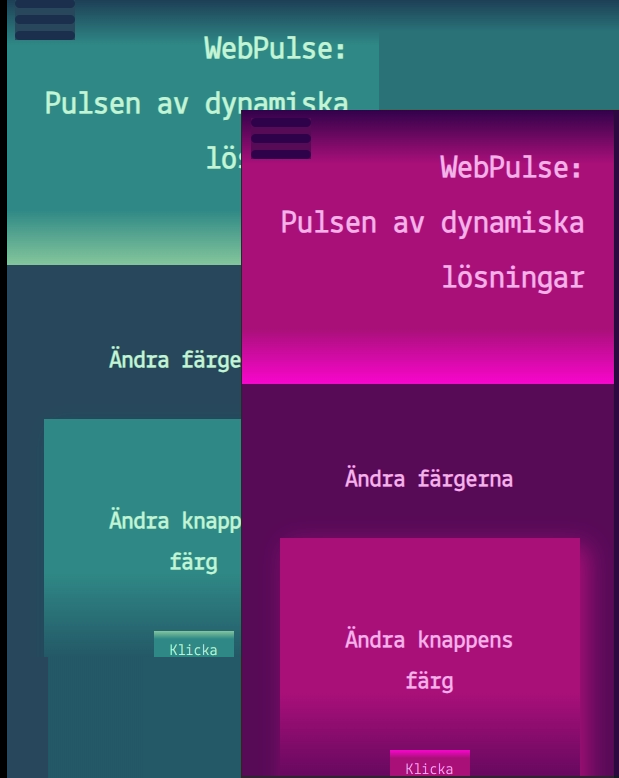 WebPulse:
Pulsen av dynamiska
lös
Ändra färge
Ändra knapp
färg
Klicka
WebPulse:
Pulsen av dynamiska
lösningar
Ändra färgerna
Ändra knappens
färg
Klicka